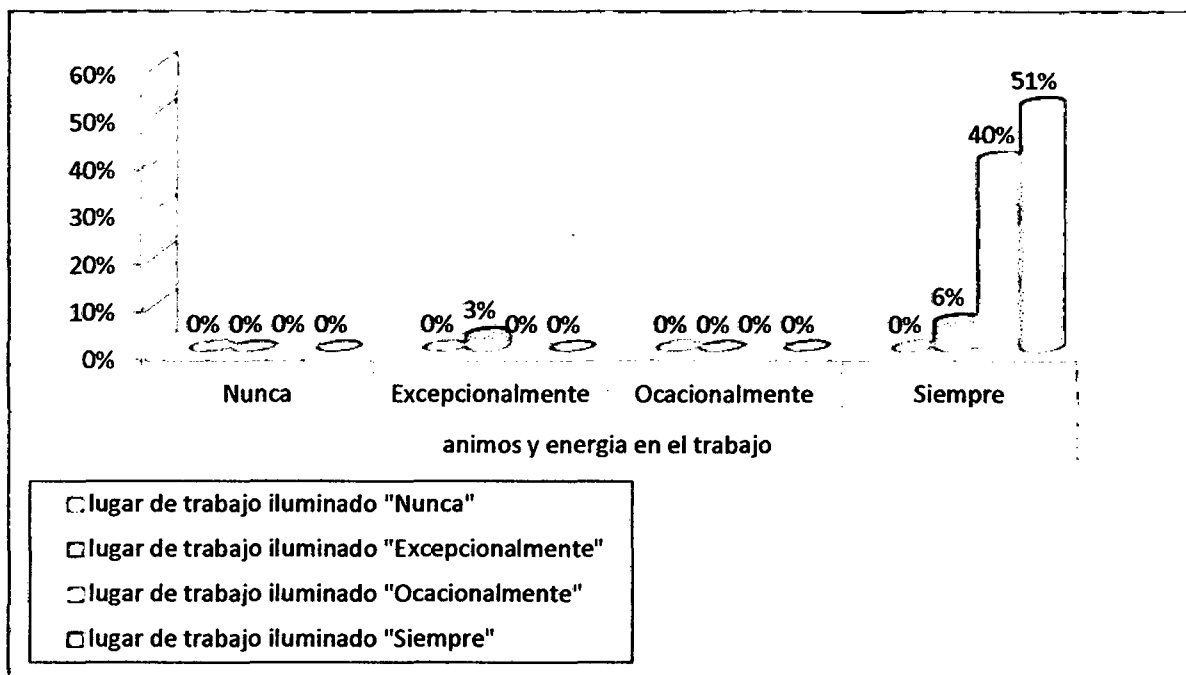 60%
50%
40%
30%
20%
10%
0%
0% 0% 0% 0%
0% 3% 0% 0%
0% 0% 0% 0%
0% 6% 40% 51%
Nunca Excepcionalmente Ocacionalmente Siempre
animos y energia en el trabajo
lugar de trabajo iluminado "Nunca"
lugar de trabajo iluminado "Excepcionalmente"
lugar de trabajo iluminado "Ocacionalmente"
lugar de trabajo iluminado "Siempre"